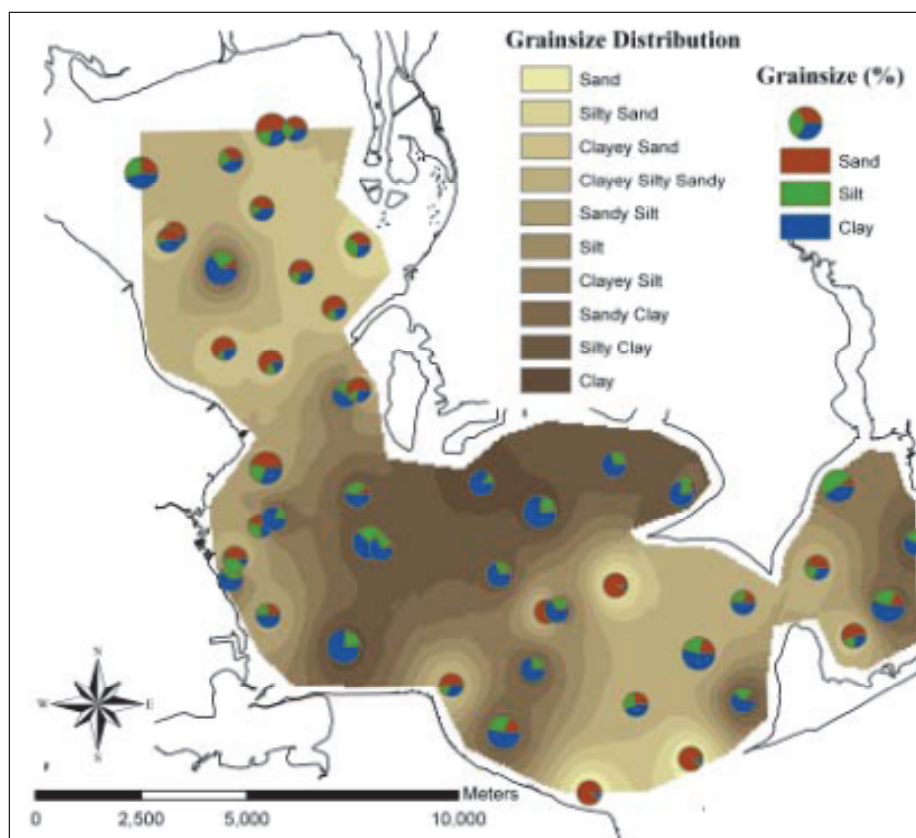 Grainsize Distribution
Sand
Silty Sand
Clayey Sand
Clayey Silty Sandy
Sandy Silt
Silt
Clayey Silt
Sandy Clay
Silty Clay
Clay
Grainsize (%)
Sand
Silt
Clay
N
W E
S
Meters
0 2,500 5,000 10,000